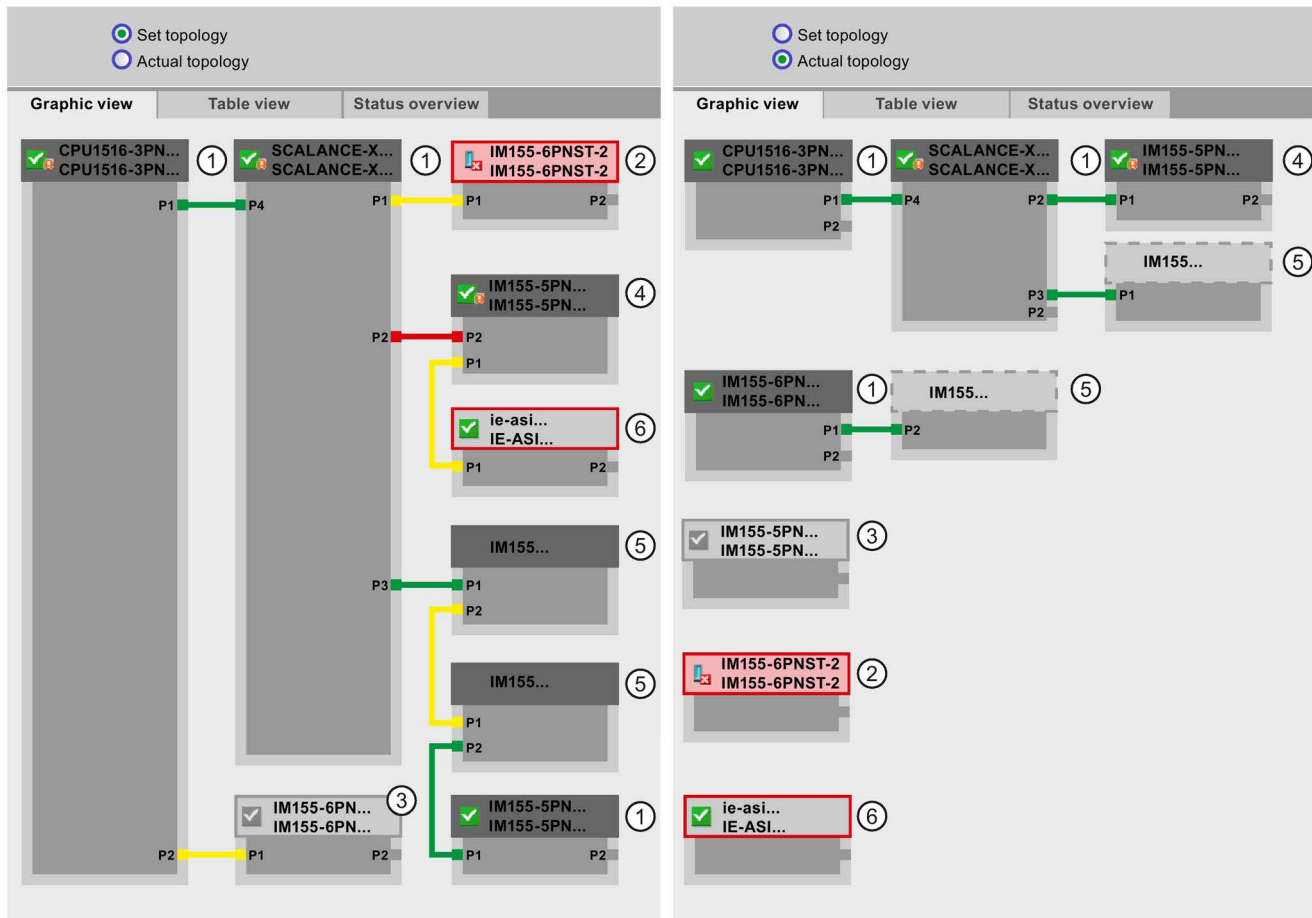 Set topology
Actual topology
Graphic view
Table view
Status overview
CPU1516-3PN...
CPU1516-3PN...
1
SCALANCE-X...
SCALANCE-X...
1
IM155-6PNST-2
IM155-6PNST-2
2
P1
P4
P1
P1
P2
IM155-5PN...
IM155-5PN...
4
P2
P2
P1
ie-asi...
IE-ASI...
6
P1
P2
IM155...
5
P3
P1
P2
IM155...
5
P1
P2
IM155-6PN...
IM155-6PN...
3
IM155-5PN...
IM155-5PN...
1
P2
P1
P2
P1
P2
Set topology
Actual topology
Graphic view
Table view
Status overview
CPU1516-3PN...
CPU1516-3PN...
1
SCALANCE-X...
SCALANCE-X...
1
IM155-5PN...
IM155-5PN...
4
P1
P4
P2
P1
P2
P2
IM155...
5
P3
P1
P2
IM155-6PN...
IM155-6PN...
1
IM155...
5
P1
P2
P2
IM155-5PN...
IM155-5PN...
3
IM155-6PNST-2
IM155-6PNST-2
2
ie-asi...
IE-ASI...
6